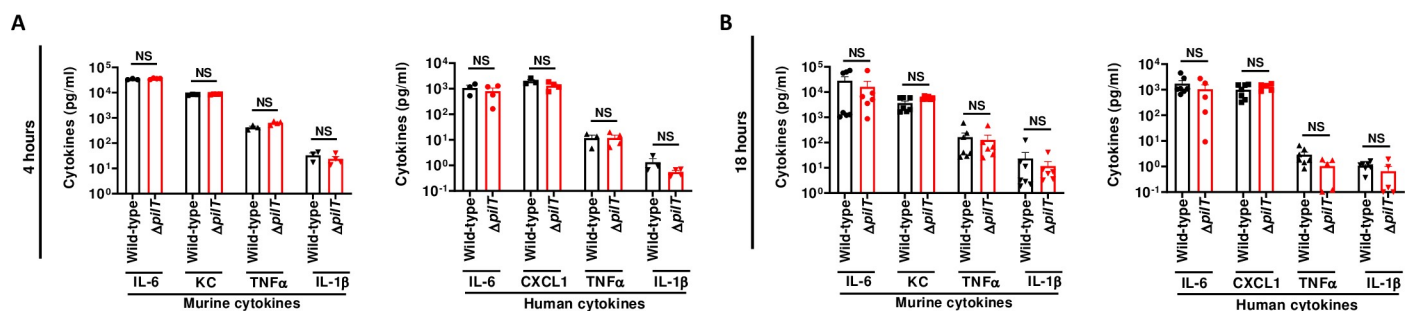 A
4 hours
Cytokines (pg/ml)
10⁵
10⁴
10³
10²
10¹
10⁰
NS
NS
NS
NS
Wild-type
ΔpilT-
Wild-type
ΔpilT-
Wild-type
ΔpilT-
Wild-type
ΔpilT-
IL-6 KC TNFα IL-1β
Murine cytokines
Cytokines (pg/ml)
10⁴
10³
10²
10¹
10⁰
10⁻¹
NS
NS
NS
NS
Wild-type
ΔpilT-
Wild-type
ΔpilT-
Wild-type
ΔpilT-
Wild-type
ΔpilT-
IL-6 CXCL1 TNFα IL-1β
Human cytokines
B
18 hours
Cytokines (pg/ml)
10⁵
10⁴
10³
10²
10¹
10⁰
NS
NS
NS
NS
Wild-type
ΔpilT-
Wild-type
ΔpilT-
Wild-type
ΔpilT-
Wild-type
ΔpilT-
IL-6 KC TNFα IL-1β
Murine cytokines
Cytokines (pg/ml)
10⁴
10³
10²
10¹
10⁰
10⁻¹
NS
NS
NS
NS
Wild-type
ΔpilT-
Wild-type
ΔpilT-
Wild-type
ΔpilT-
Wild-type
ΔpilT-
IL-6 CXCL1 TNFα IL-1β
Human cytokines